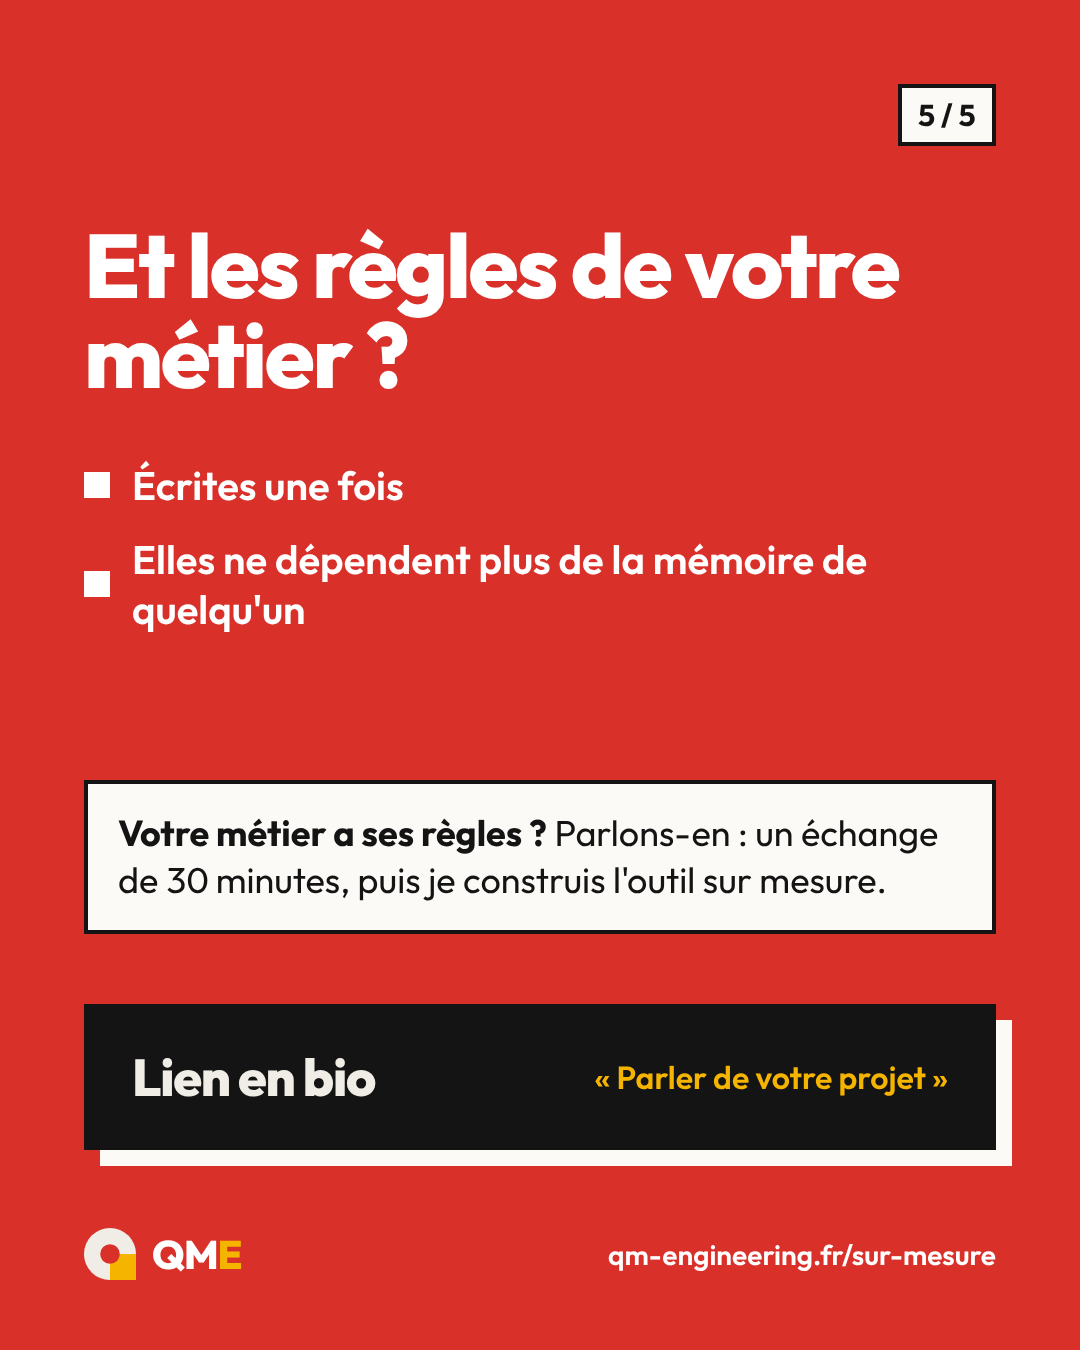 5 / 5
Et les règles de votre
métier ?
Écrites une fois
Elles ne dépendent plus de la mémoire de
quelqu'un
Votre métier a ses règles ? Parlons-en : un échange
de 30 minutes, puis je construis l'outil sur mesure.
Lien en bio
« Parler de votre projet »
QME
qm-engineering.fr/sur-mesure